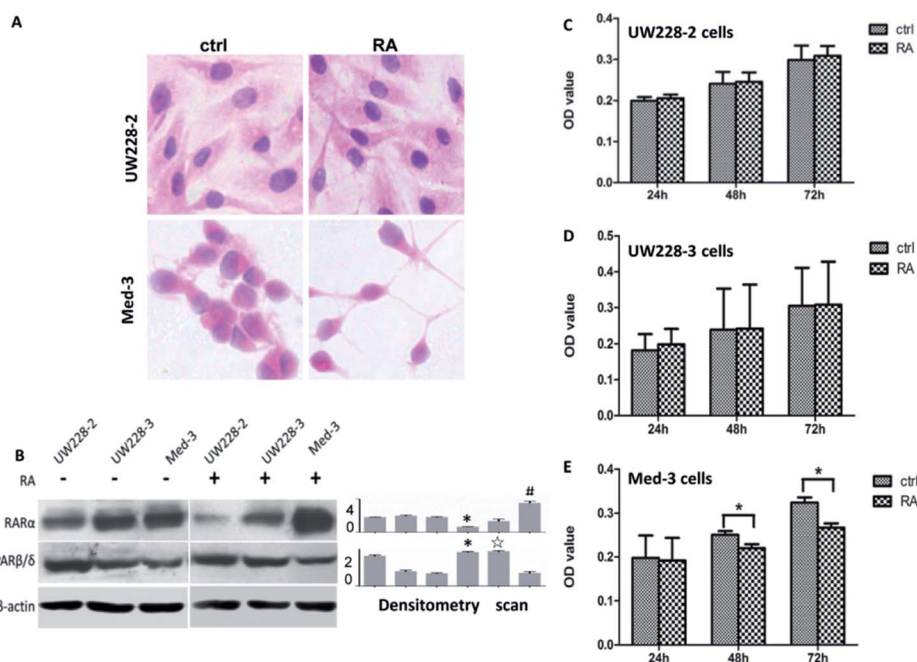 A
ctrl RA
UW228-2
Med-3
B
UW228-2 UW228-3 Med-3 UW228-2 UW228-3 Med-3
RA - - - + + +
RARα
PARβ/δ
β-actin
4
0
* #
2
0
* ☆
Densitometry scan
C
UW228-2 cells
ctrl
RA
OD value
0.4
0.3
0.2
0.1
0.0
24h 48h 72h
D
UW228-3 cells
ctrl
RA
OD value
0.5
0.4
0.3
0.2
0.1
0.0
24h 48h 72h
E
Med-3 cells
ctrl
RA
OD value
0.4
0.3
0.2
0.1
0.0
* *
24h 48h 72h